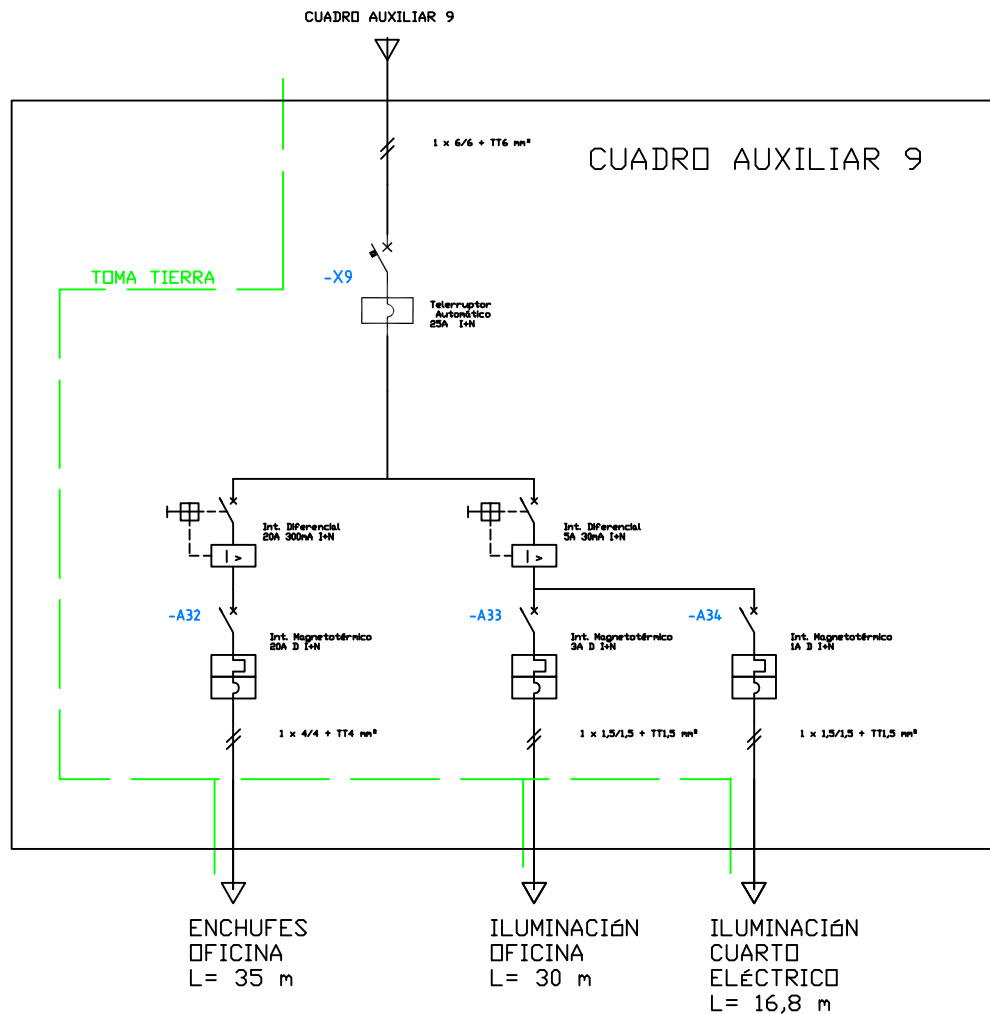 CUADRO AUXILIAR 9
1 x 6/6 + TT6 mm²
CUADRO AUXILIAR 9
TOMA TIERRA
-X9
Telerruptor
Automático
25A I+N
Int. Diferencial
20A 300mA I+N
Int. Diferencial
5A 30mA I+N
I >
I >
-A32
-A33
-A34
Int. Magnetotérmico
20A D I+N
Int. Magnetotérmico
3A D I+N
Int. Magnetotérmico
1A D I+N
1 x 4/4 + TT4 mm²
1 x 1,5/1,5 + TT1,5 mm²
1 x 1,5/1,5 + TT1,5 mm²
ENCHUFES
OFICINA
L= 35 m
ILUMINACIóN
OFICINA
L= 30 m
ILUMINACIóN
CUARTO
ELéCTRICO
L= 16,8 m